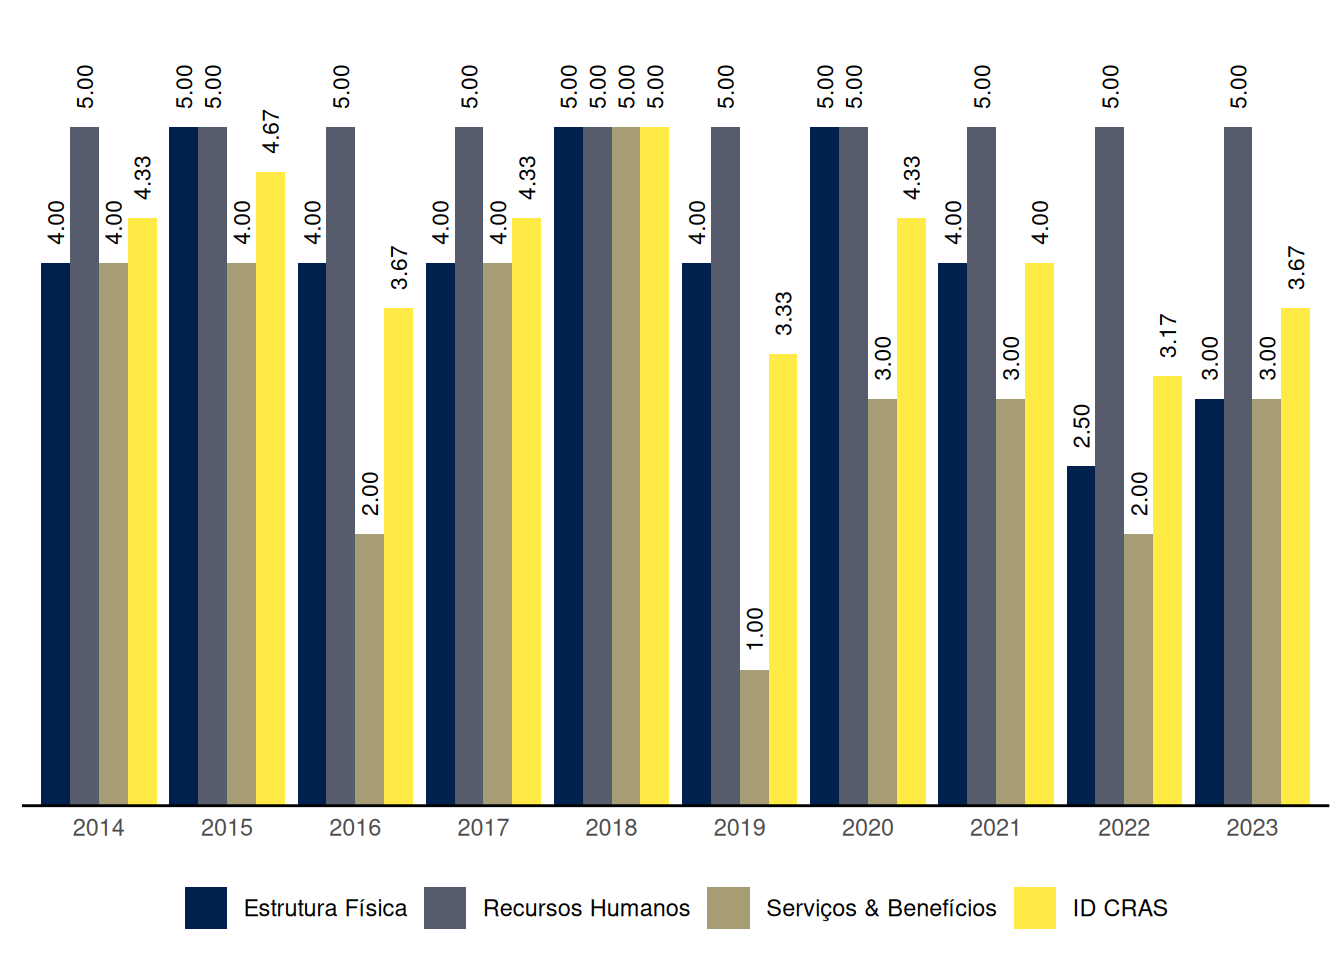 4.00 5.00 4.00 4.33
5.00 5.00 4.00 4.67
4.00 5.00 2.00 3.67
4.00 5.00 4.00 4.33
5.00 5.00 5.00 5.00
4.00 5.00 1.00 3.33
5.00 5.00 3.00 4.33
4.00 5.00 3.00 4.00
2.50 5.00 2.00 3.17
3.00 5.00 3.00 3.67
2014 2015 2016 2017 2018 2019 2020 2021 2022 2023
Estrutura Física Recursos Humanos Serviços & Benefícios ID CRAS